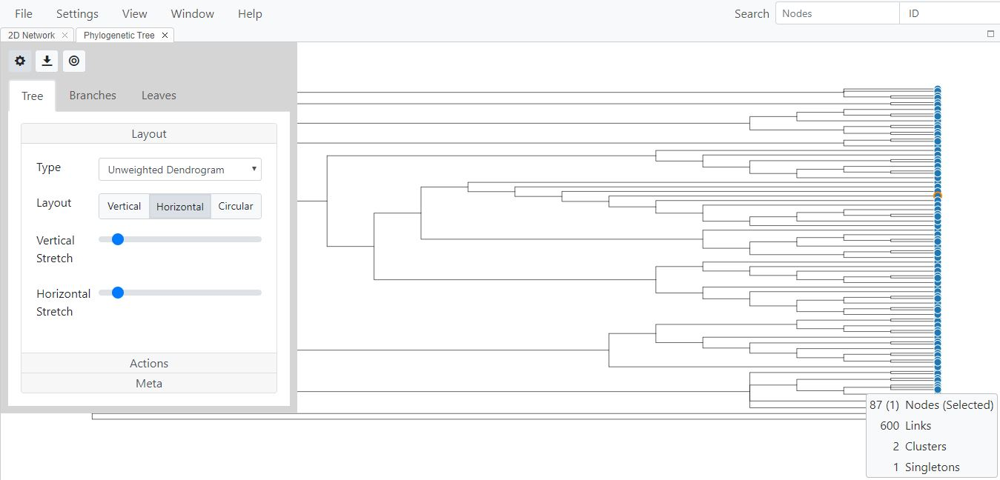 File Settings View Window Help Search Nodes ID
2D Network × Phylogenetic Tree ×
Tree Branches Leaves
Layout
Type Unweighted Dendrogram
Layout Vertical Horizontal Circular
Vertical
Stretch
Horizontal
Stretch
Actions
Meta
87 (1) Nodes (Selected)
600 Links
2 Clusters
1 Singletons